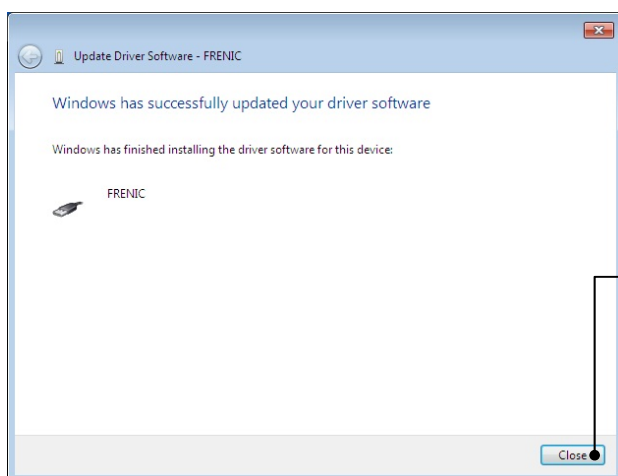 Update Driver Software - FRENIC
Windows has successfully updated your driver software
Windows has finished installing the driver software for this device:
FRENIC
Close